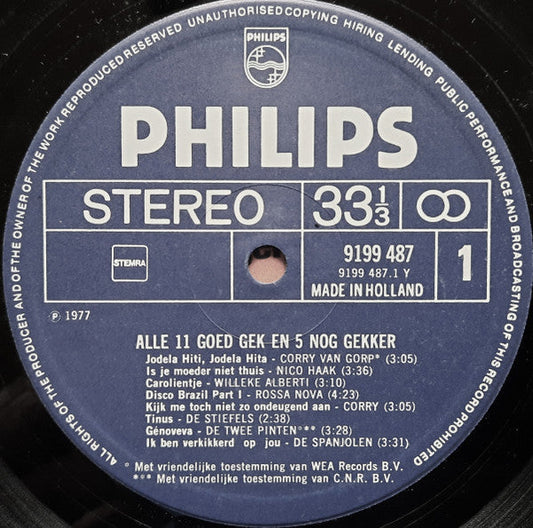 ALL RIGHTS OF THE PRODUCER AND OF THE OWNER OF THE WORK REPRODUCED RESERVED UNAUTHORISED COPYING HIRING LENDING PUBLIC PERFORMANCE AND BROADCASTING OF THIS RECORD PROHIBITED
PHILIPS
PHILIPS
STEREO 33 1/3
STEMRA
9199 487
9199 487.1 Y
MADE IN HOLLAND
1
℗ 1977
ALLE 11 GOED GEK EN 5 NOG GEKKER
Jodela Hiti, Jodela Hita - CORRY VAN GORP* (3:05)
Is je moeder niet thuis - NICO HAAK (3:36)
Carolientje - WILLEKE ALBERTI (3:10)
Disco Brazil Part I - ROSSA NOVA (4:23)
Kijk me toch niet zo ondeugend aan - CORRY (3:05)
Tinus - DE STIEFELS (2:38)
Génoveva - DE TWEE PINTEN*** (3:28)
Ik ben verkikkerd op jou - DE SPANJOLEN (3:31)
* Met vriendelijke toestemming van WEA Records B.V.
*** Met vriendelijke toestemming van C.N.R. B.V.